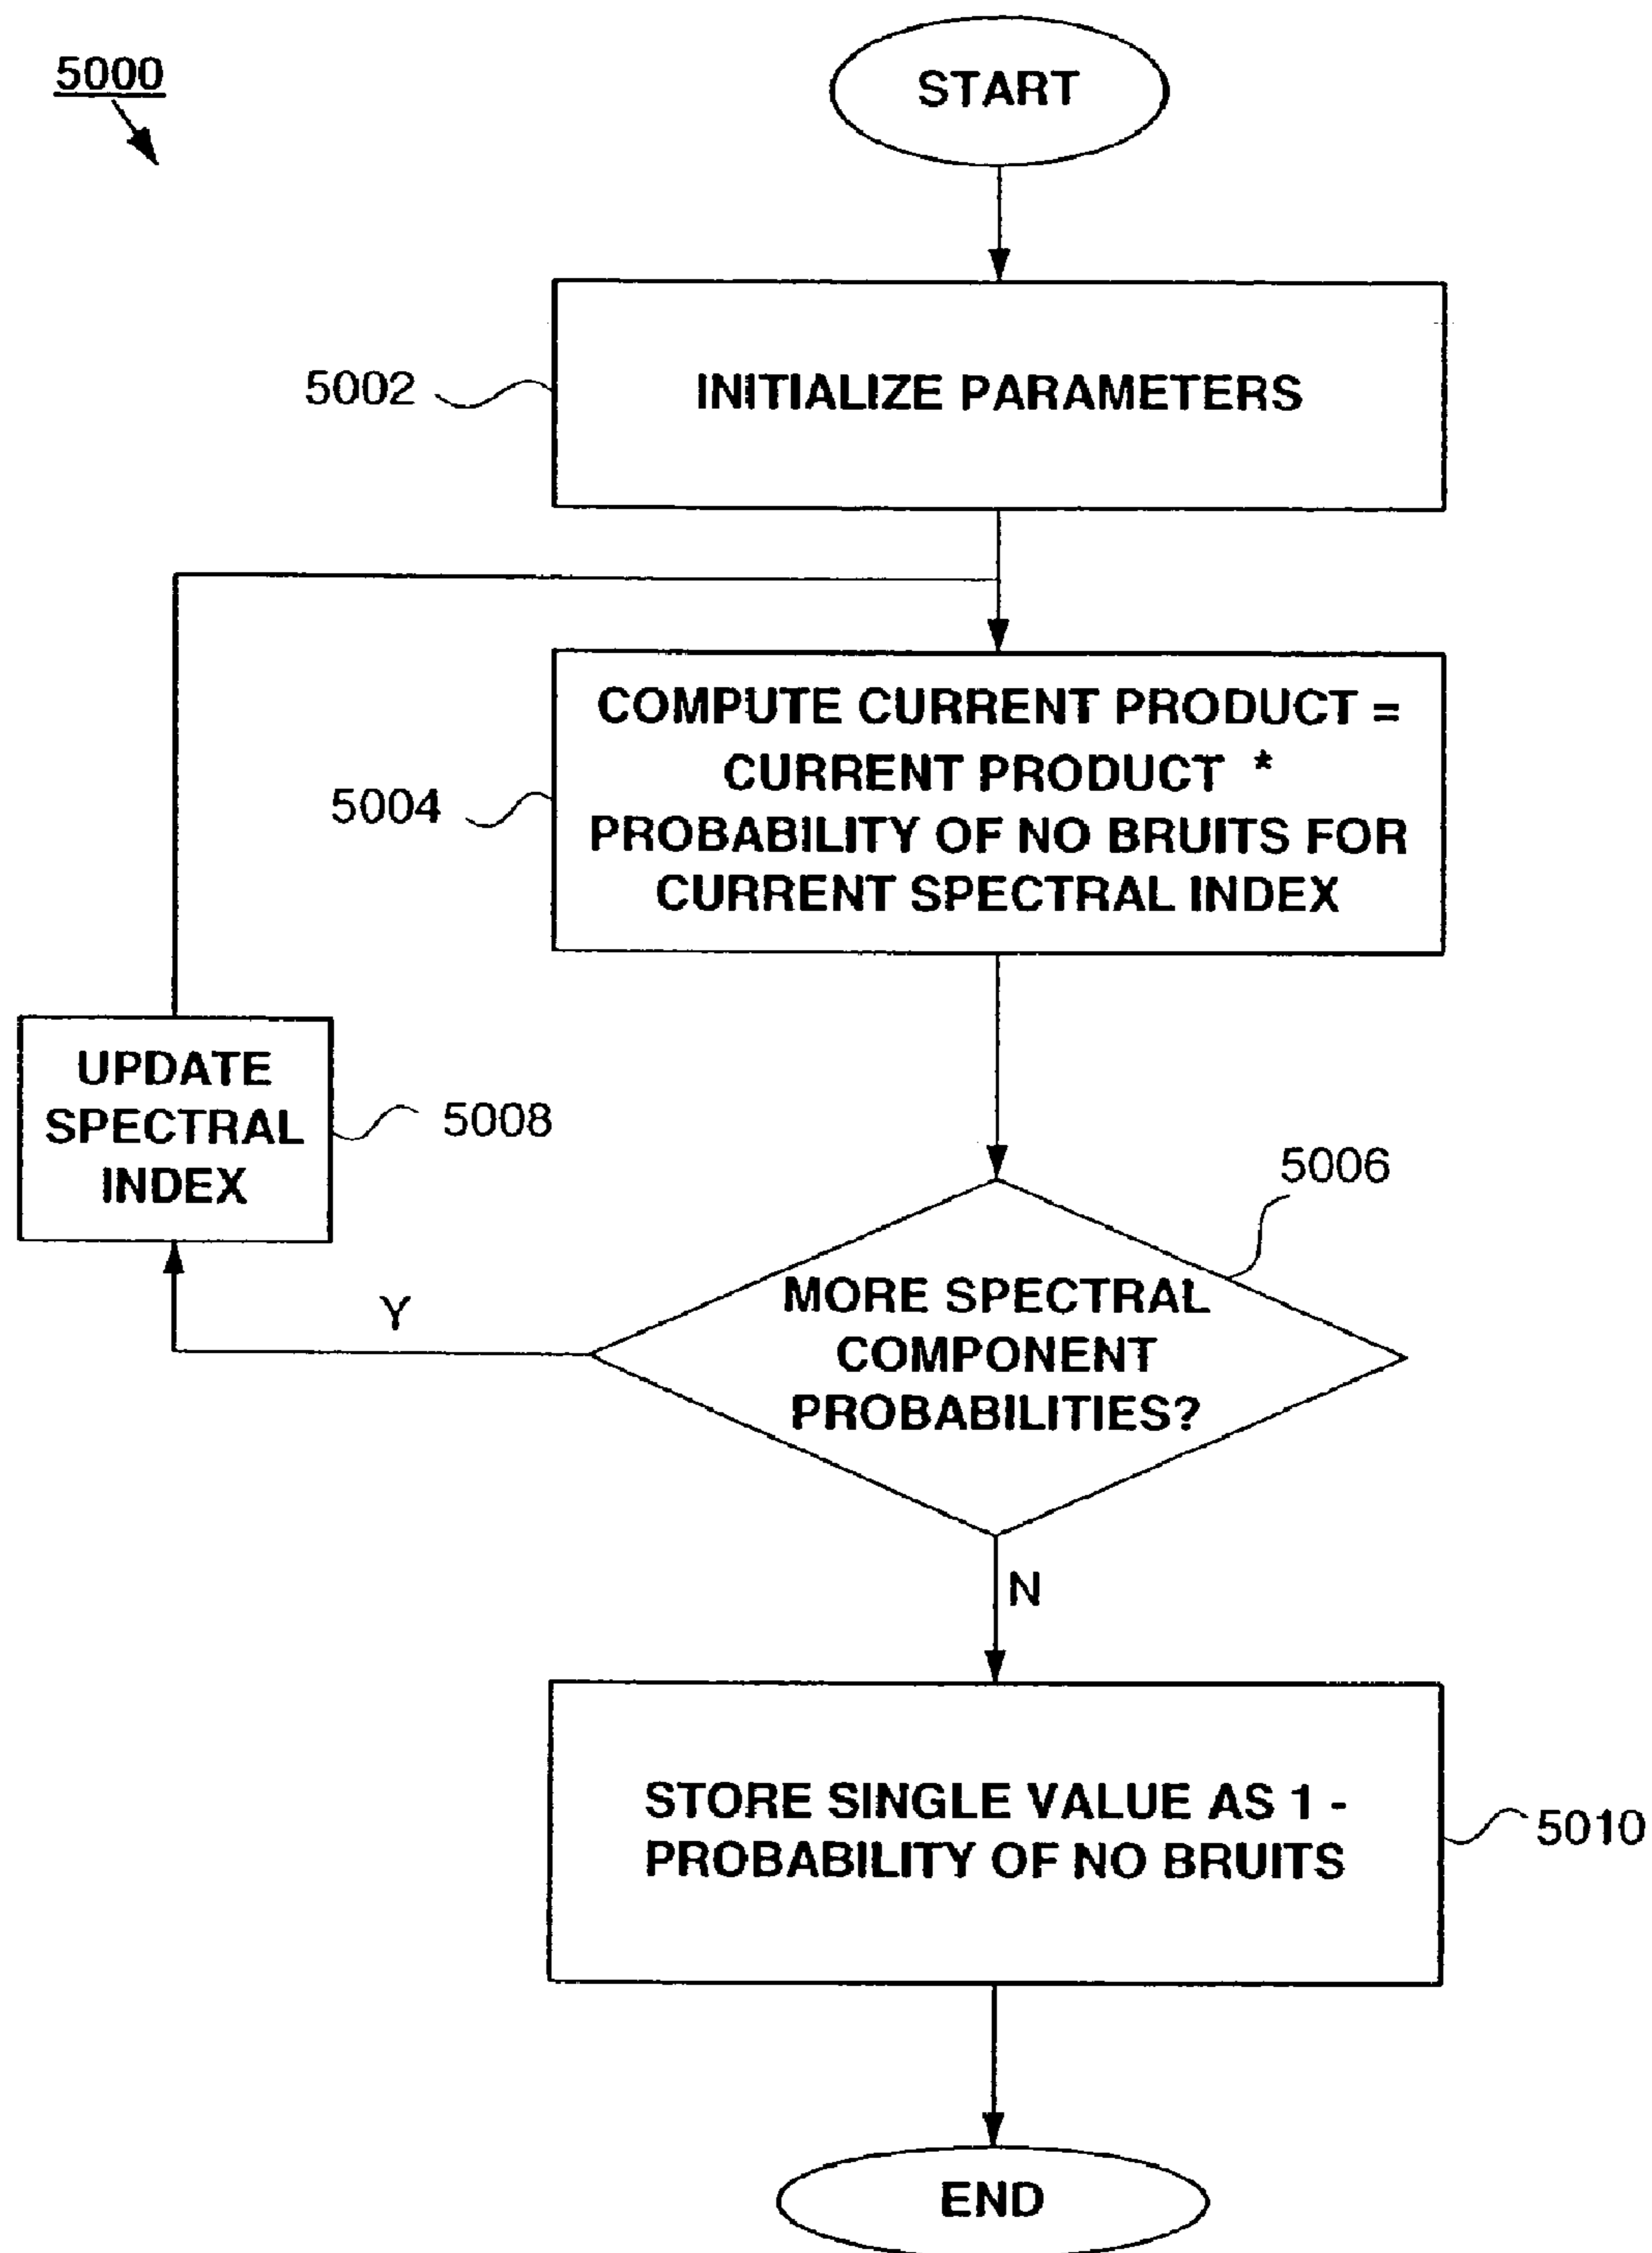 5000
START
5002
INITIALIZE PARAMETERS
COMPUTE CURRENT PRODUCT =
CURRENT PRODUCT *
PROBABILITY OF NO BRUITS FOR
CURRENT SPECTRAL INDEX
5004
UPDATE
SPECTRAL
INDEX
5008
5006
MORE SPECTRAL
COMPONENT
PROBABILITIES?
Y
N
STORE SINGLE VALUE AS 1 -
PROBABILITY OF NO BRUITS
5010
END